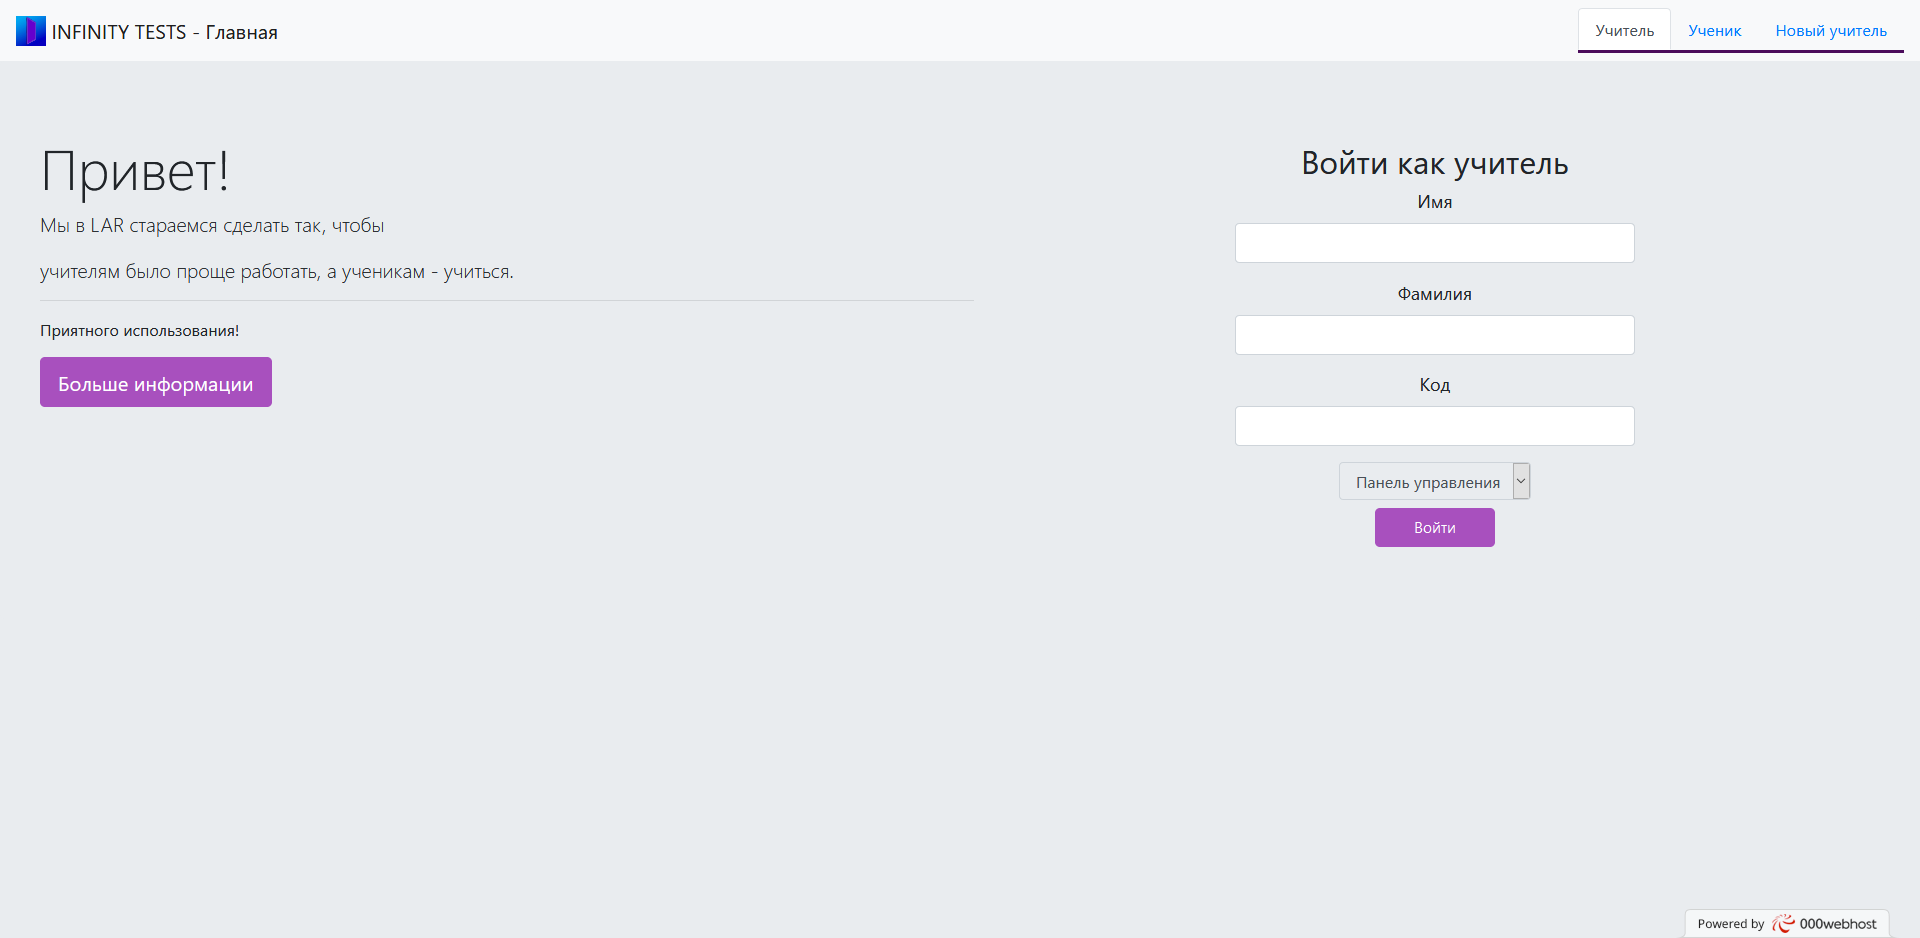 INFINITY TESTS - Главная
Учитель
Ученик
Новый учитель
Привет!
Мы в LAR стараемся сделать так, чтобы
учителям было проще работать, а ученикам - учиться.
Приятного использования!
Больше информации
Войти как учитель
Имя
Фамилия
Код
Панель управления
Войти
Powered by 000webhost